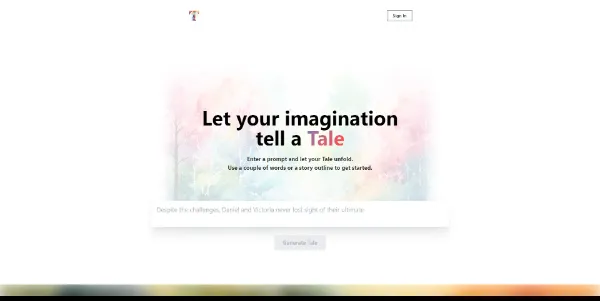 T
Sign In
Let your imagination
tell a Tale
Enter a prompt and let your Tale unfold.
Use a couple of words or a story outline to get started.
Despite the challenges, David and Victoria never lost sight of their ultimate
Generate Tale